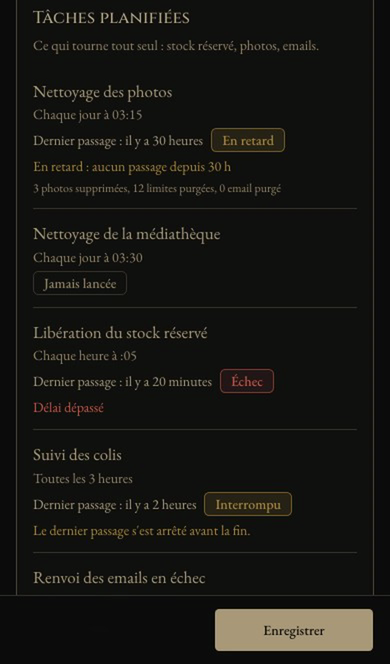 Tâches planifiées
Ce qui tourne tout seul : stock réservé, photos, emails.
Nettoyage des photos
Chaque jour à 03:15
Dernier passage : il y a 30 heures En retard
En retard : aucun passage depuis 30 h
3 photos supprimées, 12 limites purgées, 0 email purgé
Nettoyage de la médiathèque
Chaque jour à 03:30
Jamais lancée
Libération du stock réservé
Chaque heure à :05
Dernier passage : il y a 20 minutes Échec
Délai dépassé
Suivi des colis
Toutes les 3 heures
Dernier passage : il y a 2 heures Interrompu
Le dernier passage s'est arrêté avant la fin.
Renvoi des emails en échec
Enregistrer